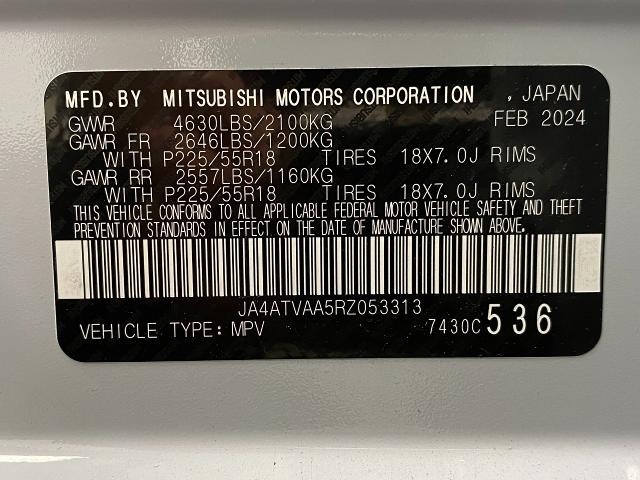 MFD.BY MITSUBISHI MOTORS CORPORATION , JAPAN
GVWR 4630LBS/2100KG FEB 2024
GAWR FR 2646LBS/1200KG
WITH P225/55R18 TIRES 18X7.0J RIMS
GAWR RR 2557LBS/1160KG
WITH P225/55R18 TIRES 18X7.0J RIMS
THIS VEHICLE CONFORMS TO ALL APPLICABLE FEDERAL MOTOR VEHICLE SAFETY AND THEFT
PREVENTION STANDARDS IN EFFECT ON THE DATE OF MANUFACTURE SHOWN ABOVE.
JA4ATVAA5RZ053313
VEHICLE TYPE: MPV 7430C 536